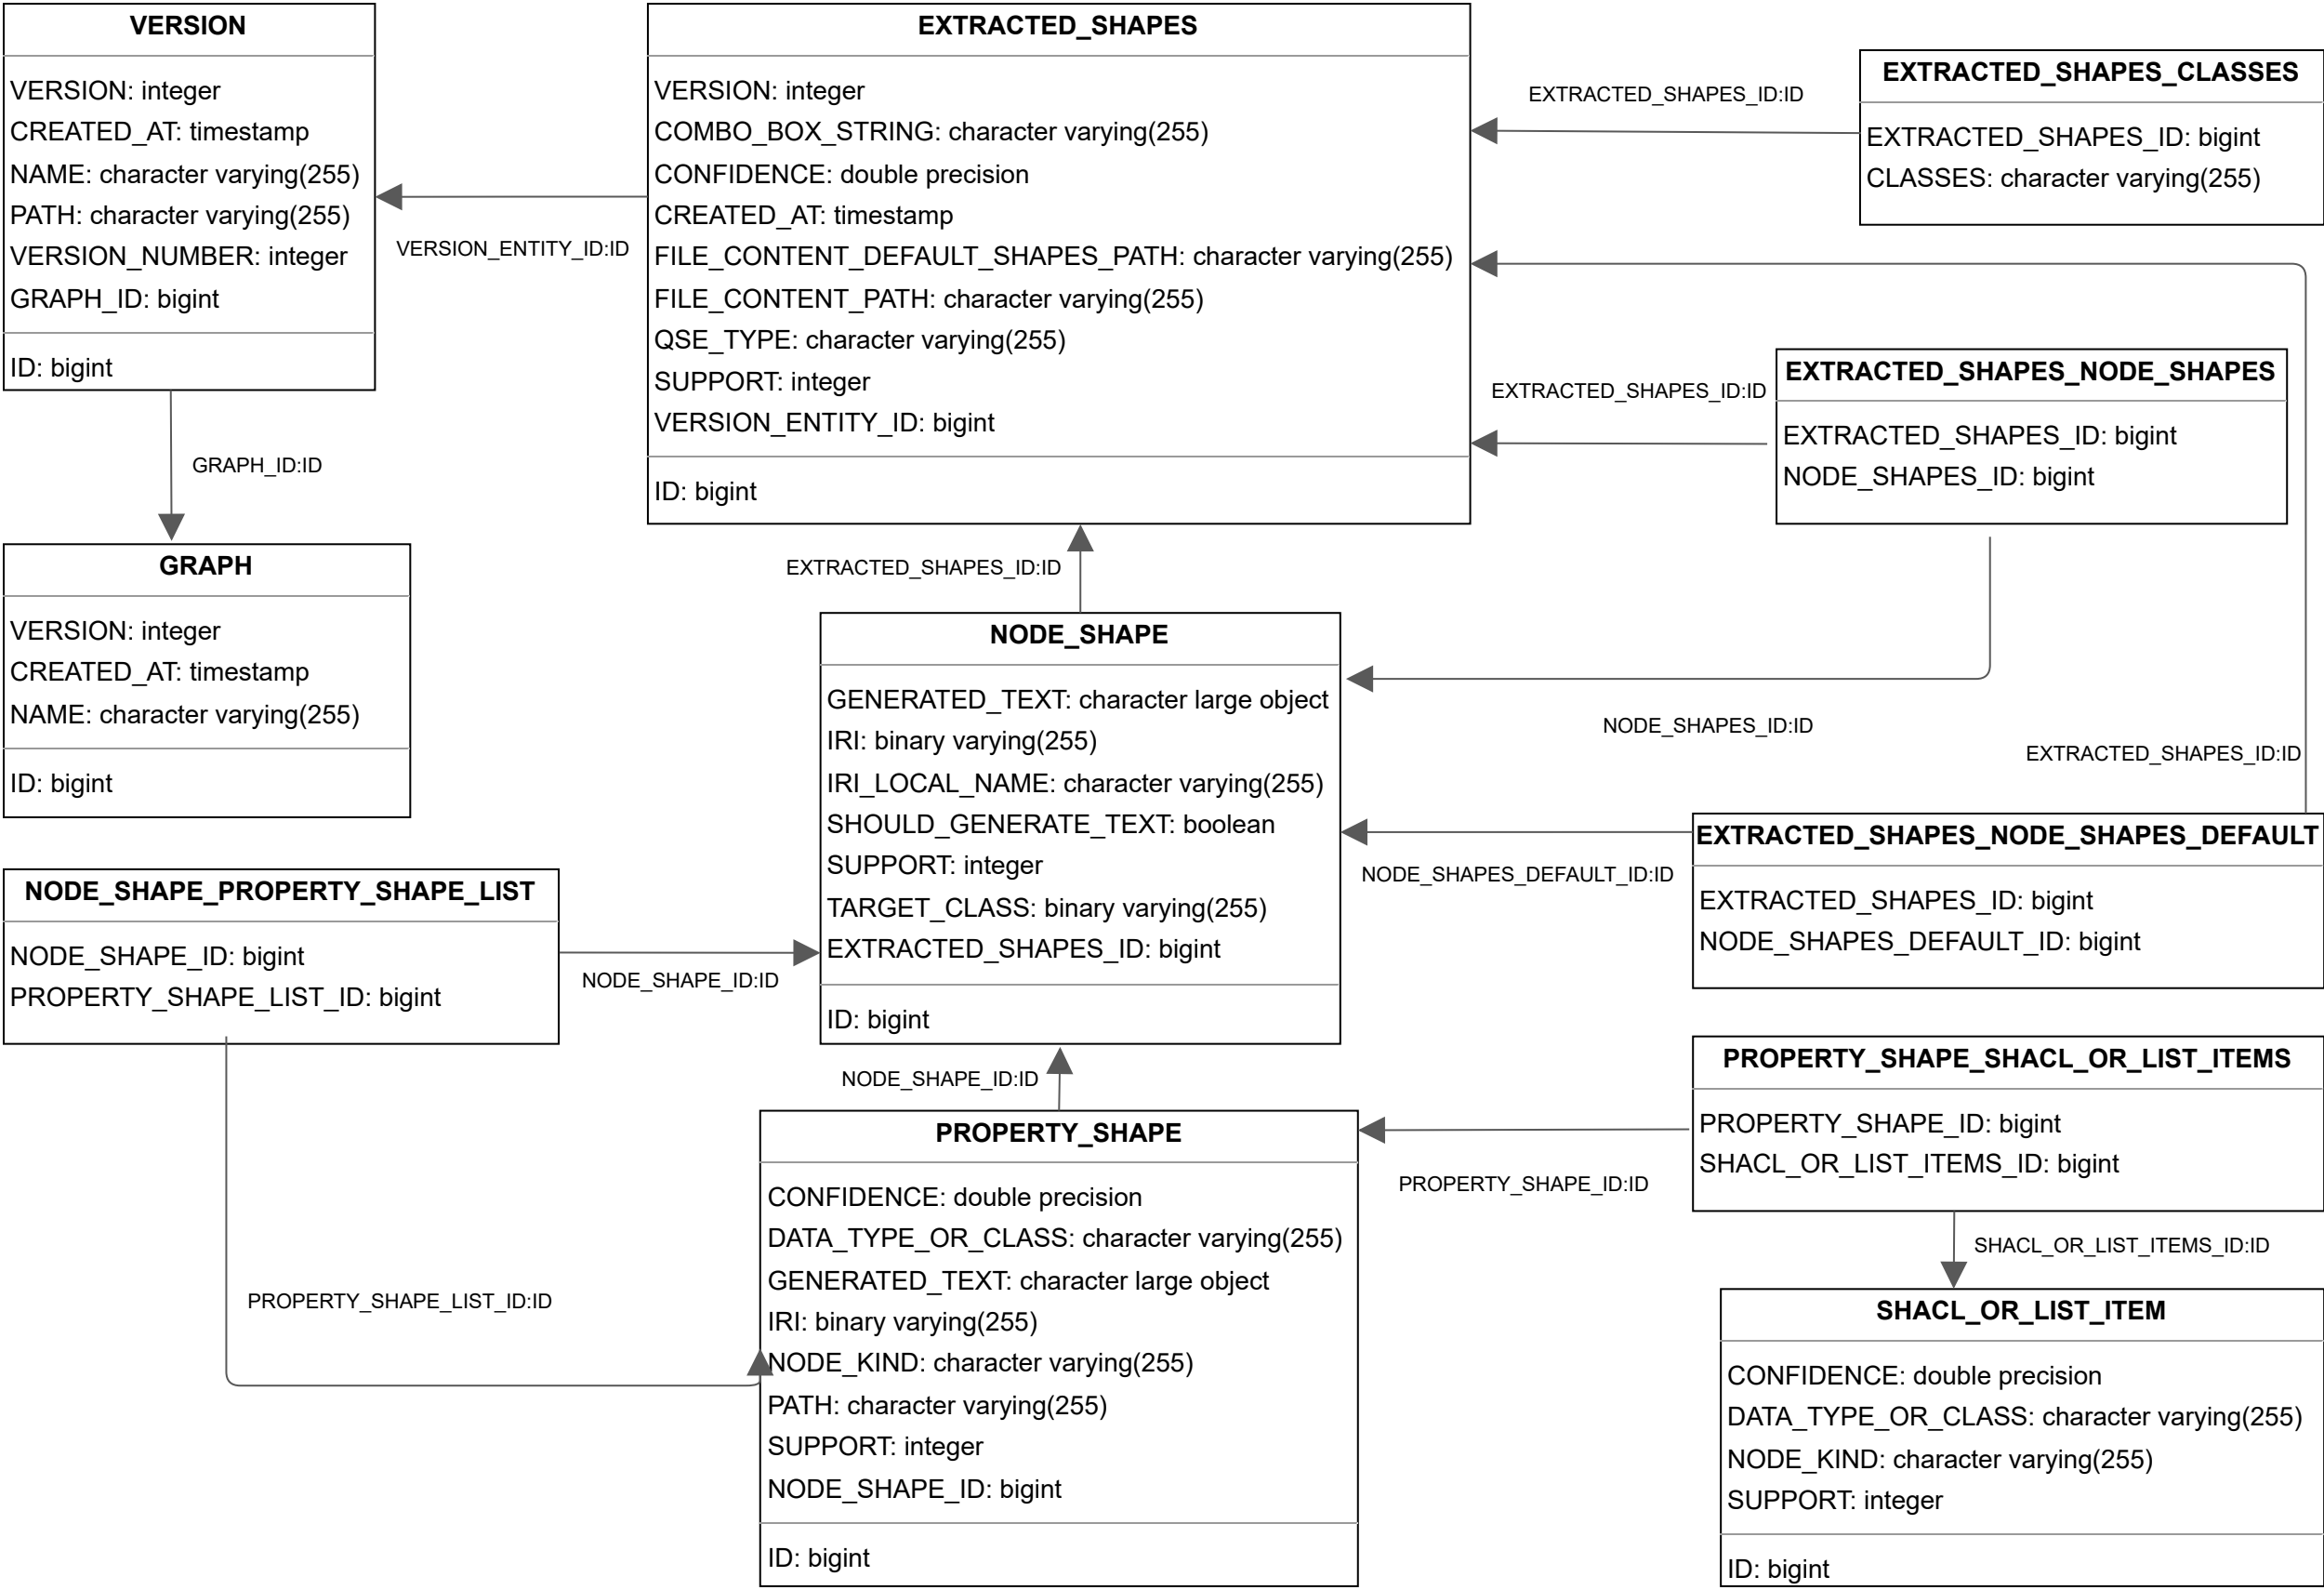 VERSION
VERSION: integer
CREATED_AT: timestamp
NAME: character varying(255)
PATH: character varying(255)
VERSION_NUMBER: integer
GRAPH_ID: bigint
ID: bigint
VERSION_ENTITY_ID:ID
EXTRACTED_SHAPES
VERSION: integer
COMBO_BOX_STRING: character varying(255)
CONFIDENCE: double precision
CREATED_AT: timestamp
FILE_CONTENT_DEFAULT_SHAPES_PATH: character varying(255)
FILE_CONTENT_PATH: character varying(255)
QSE_TYPE: character varying(255)
SUPPORT: integer
VERSION_ENTITY_ID: bigint
ID: bigint
EXTRACTED_SHAPES_ID:ID
EXTRACTED_SHAPES_CLASSES
EXTRACTED_SHAPES_ID: bigint
CLASSES: character varying(255)
EXTRACTED_SHAPES_ID:ID
EXTRACTED_SHAPES_NODE_SHAPES
EXTRACTED_SHAPES_ID: bigint
NODE_SHAPES_ID: bigint
GRAPH_ID:ID
GRAPH
VERSION: integer
CREATED_AT: timestamp
NAME: character varying(255)
ID: bigint
EXTRACTED_SHAPES_ID:ID
NODE_SHAPE
GENERATED_TEXT: character large object
IRI: binary varying(255)
IRI_LOCAL_NAME: character varying(255)
SHOULD_GENERATE_TEXT: boolean
SUPPORT: integer
TARGET_CLASS: binary varying(255)
EXTRACTED_SHAPES_ID: bigint
ID: bigint
NODE_SHAPES_ID:ID
EXTRACTED_SHAPES_ID:ID
NODE_SHAPES_DEFAULT_ID:ID
EXTRACTED_SHAPES_NODE_SHAPES_DEFAULT
EXTRACTED_SHAPES_ID: bigint
NODE_SHAPES_DEFAULT_ID: bigint
NODE_SHAPE_PROPERTY_SHAPE_LIST
NODE_SHAPE_ID: bigint
PROPERTY_SHAPE_LIST_ID: bigint
NODE_SHAPE_ID:ID
NODE_SHAPE_ID:ID
PROPERTY_SHAPE_LIST_ID:ID
PROPERTY_SHAPE
CONFIDENCE: double precision
DATA_TYPE_OR_CLASS: character varying(255)
GENERATED_TEXT: character large object
IRI: binary varying(255)
NODE_KIND: character varying(255)
PATH: character varying(255)
SUPPORT: integer
NODE_SHAPE_ID: bigint
ID: bigint
PROPERTY_SHAPE_ID:ID
PROPERTY_SHAPE_SHACL_OR_LIST_ITEMS
PROPERTY_SHAPE_ID: bigint
SHACL_OR_LIST_ITEMS_ID: bigint
SHACL_OR_LIST_ITEMS_ID:ID
SHACL_OR_LIST_ITEM
CONFIDENCE: double precision
DATA_TYPE_OR_CLASS: character varying(255)
NODE_KIND: character varying(255)
SUPPORT: integer
ID: bigint